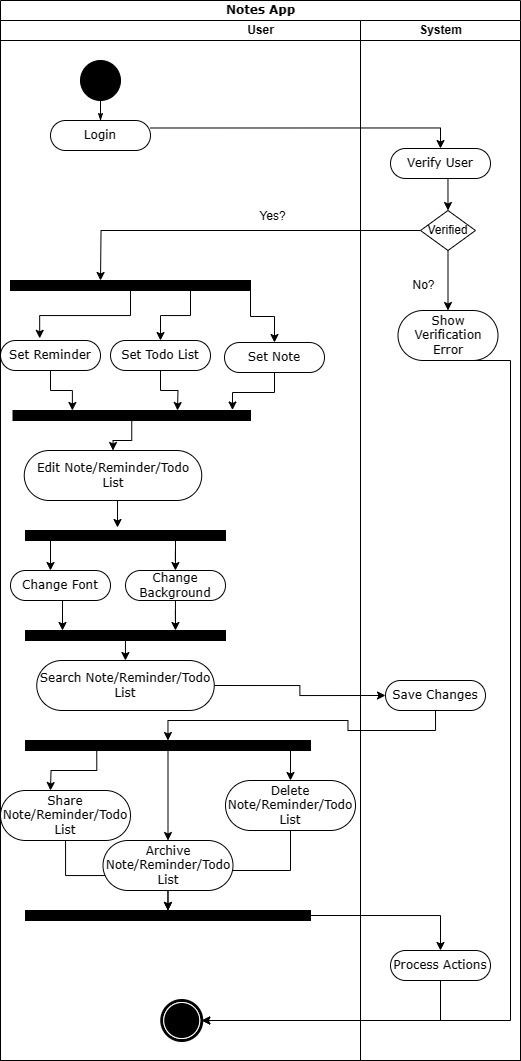 Notes App
User
System
Login
Verify User
Yes?
Verified
No?
Show
Verification
Error
Set Reminder
Set Todo List
Set Note
Edit Note/Reminder/Todo
List
Change Font
Change
Background
Search Note/Reminder/Todo
List
Save Changes
Share
Note/Reminder/Todo
List
Delete
Note/Reminder/Todo
List
Archive
Note/Reminder/Todo
List
Process Actions